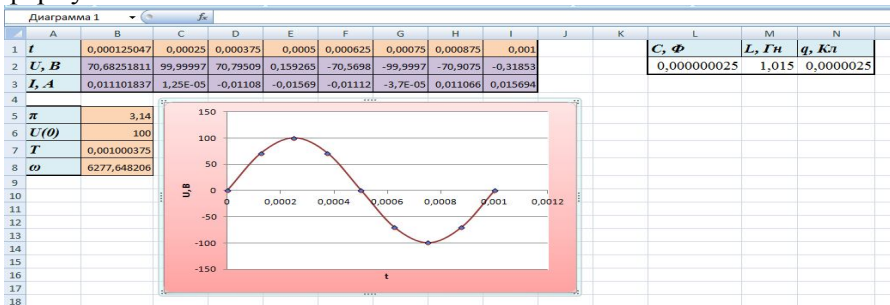 Диаграмма 1 fx
A B C D E F G H I J K L M N
1 t 0,000125047 0,00025 0,000375 0,0005 0,000625 0,00075 0,000875 0,001 C, Ф L, Гн q, Кл
2 U, В 70,68251811 99,99997 70,79509 0,159265 -70,5698 -99,9997 -70,9075 -0,31853 0,000000025 1,015 0,0000025
3 I, А 0,011101837 1,25E-05 -0,01108 -0,01569 -0,01112 -3,7E-05 0,011066 0,015694
4
5 π 3,14
6 U(0) 100
7 T 0,001000375
8 ω 6277,648206
9
10
11
12
13
14
15
16
17
18
150
100
50
0
-50
-100
-150
U,В
0 0,0002 0,0004 0,0006 0,0008 0,001 0,0012
t